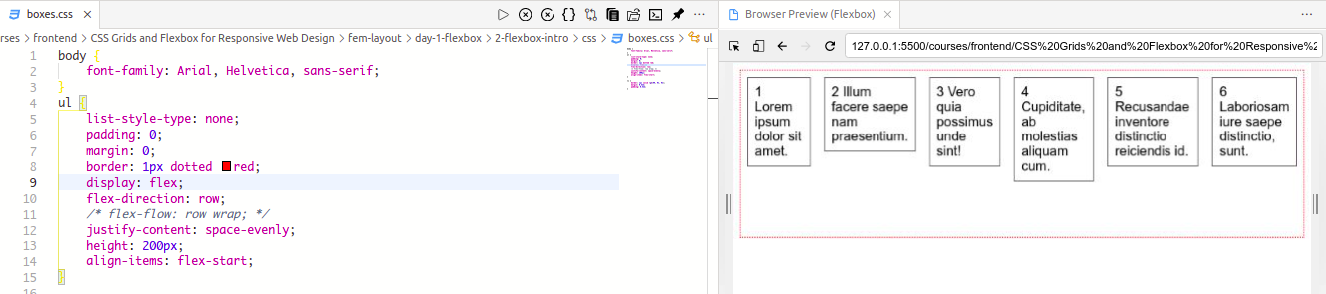 boxes.css
rses > frontend > CSS Grids and Flexbox for Responsive Web Design > fem-layout > day-1-flexbox > 2-flexbox-intro > css > boxes.css > ul
1 body {
2 font-family: Arial, Helvetica, sans-serif;
3 }
4 ul {
5 list-style-type: none;
6 padding: 0;
7 margin: 0;
8 border: 1px dotted red;
9 display: flex;
10 flex-direction: row;
11 /* flex-flow: row wrap; */
12 justify-content: space-evenly;
13 height: 200px;
14 align-items: flex-start;
15 }
16
Browser Preview (Flexbox)
127.0.0.1:5500/courses/frontend/CSS%20Grids%20and%20Flexbox%20for%20Responsive%2
1
Lorem
ipsum
dolor sit
amet.
2 Illum
facere saepe
nam
praesentium.
3 Vero
quia
possimus
unde
sint!
4
Cupiditate,
ab
molestias
aliquam
cum.
5
Recusandae
inventore
distinctio
reiciendis id.
6
Laboriosam
iure saepe
distinctio,
sunt.